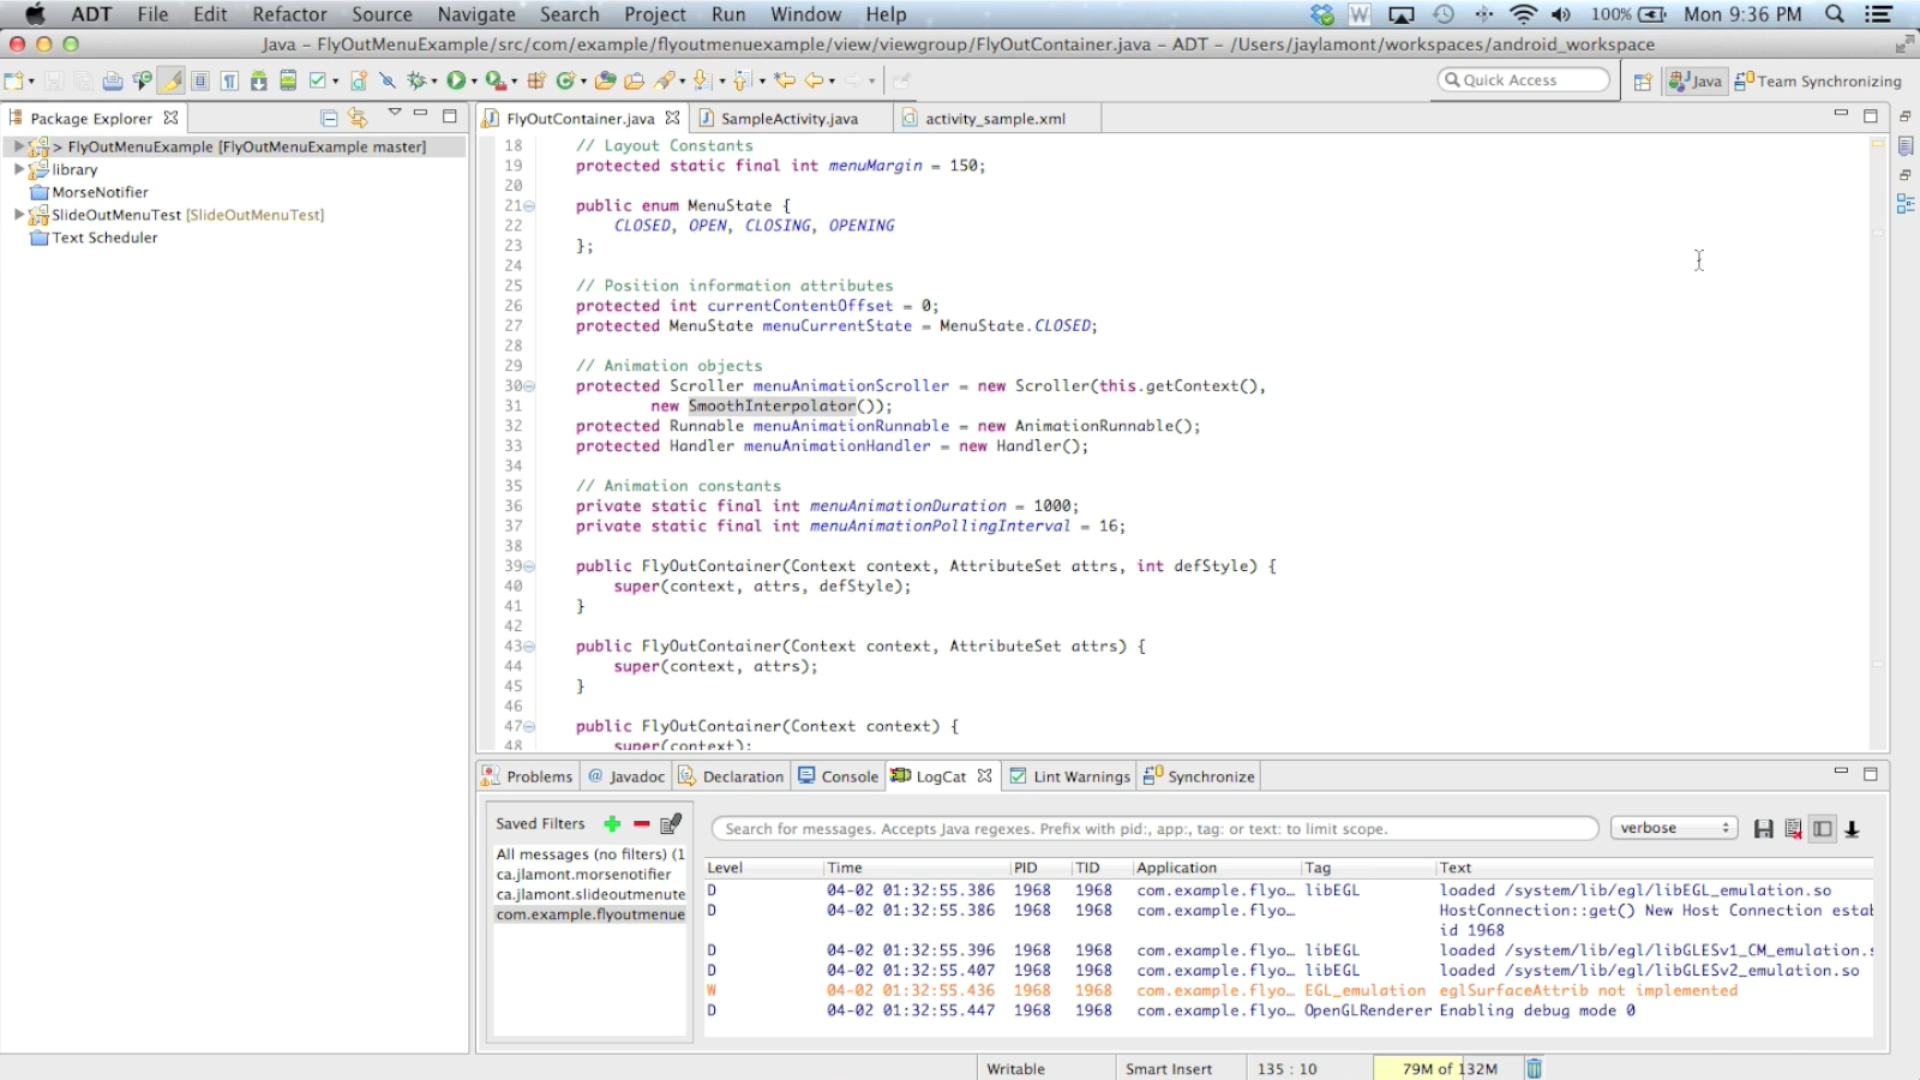 ADT File Edit Refactor Source Navigate Search Project Run Window Help 100% Mon 9:36 PM
Java – FlyOutMenuExample/src/com/example/flyoutmenuexample/view/viewgroup/FlyOutContainer.java – ADT – /Users/jaylamont/workspaces/android_workspace
Quick Access Java Team Synchronizing
Package Explorer
> FlyOutMenuExample [FlyOutMenuExample master]
library
MorseNotifier
SlideOutMenuTest [SlideOutMenuTest]
Text Scheduler
FlyOutContainer.java SampleActivity.java activity_sample.xml
18 // Layout Constants
19 protected static final int menuMargin = 150;
20
21 public enum MenuState {
22 CLOSED, OPEN, CLOSING, OPENING
23 };
24
25 // Position information attributes
26 protected int currentContentOffset = 0;
27 protected MenuState menuCurrentState = MenuState.CLOSED;
28
29 // Animation objects
30 protected Scroller menuAnimationScroller = new Scroller(this.getContext(),
31 new SmoothInterpolator());
32 protected Runnable menuAnimationRunnable = new AnimationRunnable();
33 protected Handler menuAnimationHandler = new Handler();
34
35 // Animation constants
36 private static final int menuAnimationDuration = 1000;
37 private static final int menuAnimationPollingInterval = 16;
38
39 public FlyOutContainer(Context context, AttributeSet attrs, int defStyle) {
40 super(context, attrs, defStyle);
41 }
42
43 public FlyOutContainer(Context context, AttributeSet attrs) {
44 super(context, attrs);
45 }
46
47 public FlyOutContainer(Context context) {
48 super(context);
Problems @ Javadoc Declaration Console LogCat Lint Warnings Synchronize
Saved Filters
All messages (no filters) (1
ca.jlamont.morsenotifier
ca.jlamont.slideoutmenute
com.example.flyoutmenue
Search for messages. Accepts Java regexes. Prefix with pid:, app:, tag: or text: to limit scope. verbose
Level Time PID TID Application Tag Text
D 04-02 01:32:55.386 1968 1968 com.example.flyo… libEGL loaded /system/lib/egl/libEGL_emulation.so
D 04-02 01:32:55.386 1968 1968 com.example.flyo… HostConnection::get() New Host Connection estab
id 1968
D 04-02 01:32:55.396 1968 1968 com.example.flyo… libEGL loaded /system/lib/egl/libGLESv1_CM_emulation.s
D 04-02 01:32:55.407 1968 1968 com.example.flyo… libEGL loaded /system/lib/egl/libGLESv2_emulation.so
W 04-02 01:32:55.436 1968 1968 com.example.flyo… EGL_emulation eglSurfaceAttrib not implemented
D 04-02 01:32:55.447 1968 1968 com.example.flyo… OpenGLRenderer Enabling debug mode 0
Writable Smart Insert 135 : 10 79M of 132M